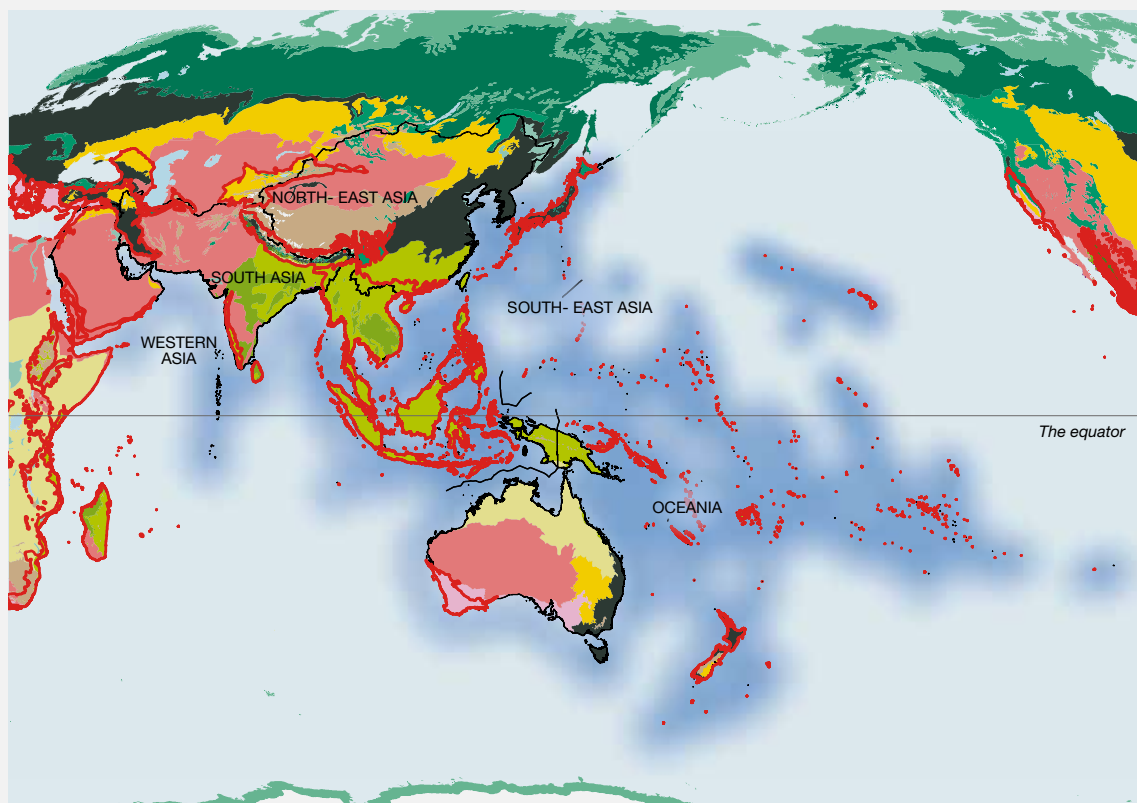 NORTH- EAST ASIA
SOUTH ASIA
SOUTH- EAST ASIA
WESTERN
ASIA
The equator
OCEANIA